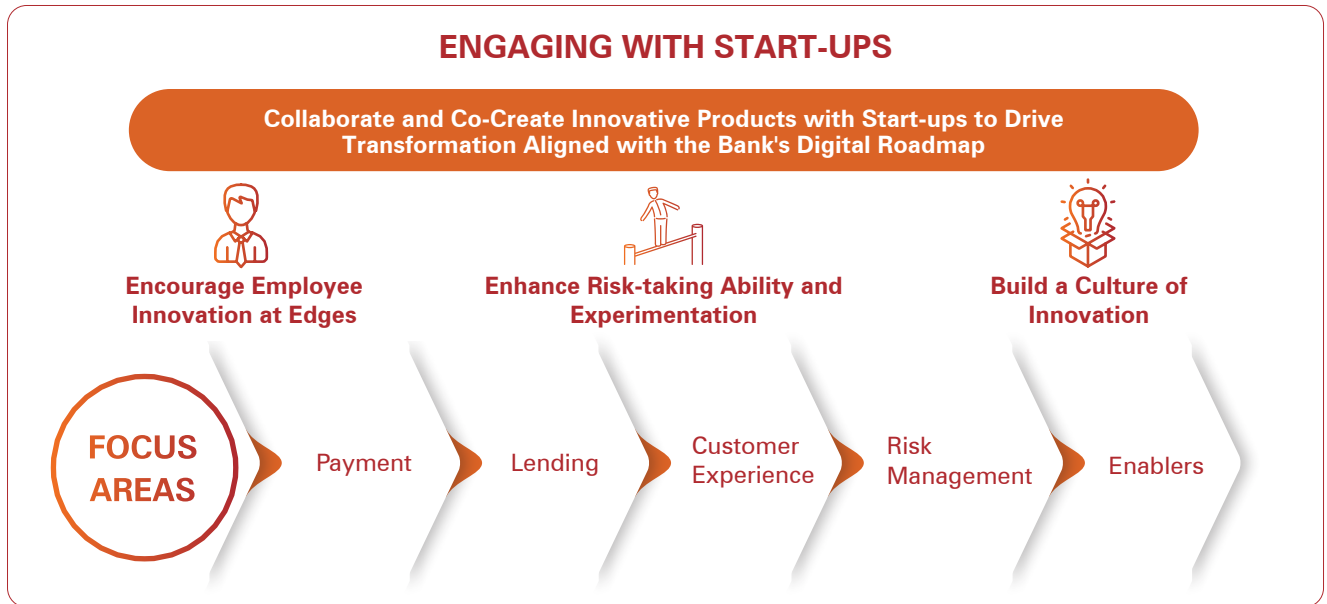 ENGAGING WITH START-UPS
Collaborate and Co-Create Innovative Products with Start-ups to Drive
Transformation Aligned with the Bank's Digital Roadmap
Encourage Employee
Innovation at Edges
Enhance Risk-taking Ability and
Experimentation
Build a Culture of
Innovation
FOCUS
AREAS
Payment
Lending
Customer
Experience
Risk
Management
Enablers